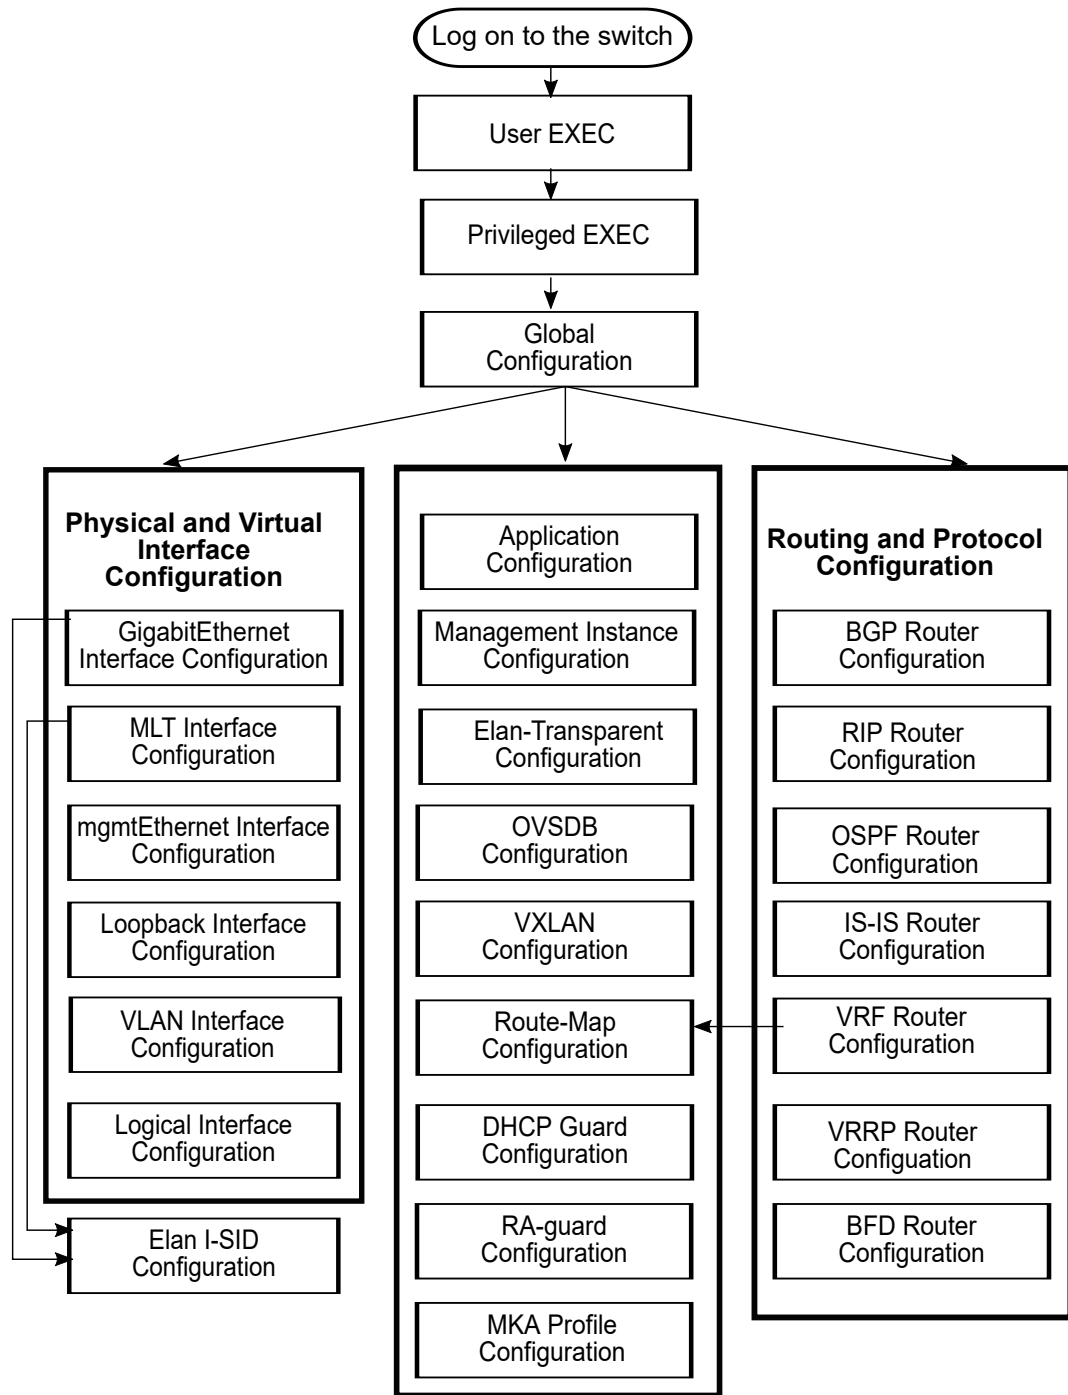 Log on to the switch
User EXEC
Privileged EXEC
Global
Configuration
Physical and Virtual
Interface
Configuration
GigabitEthernet
Interface Configuration
MLT Interface
Configuration
mgmtEthernet Interface
Configuration
Loopback Interface
Configuration
VLAN Interface
Configuration
Logical Interface
Configuration
Elan I-SID
Configuration
Application
Configuration
Management Instance
Configuration
Elan-Transparent
Configuration
OVSDB
Configuration
VXLAN
Configuration
Route-Map
Configuration
DHCP Guard
Configuration
RA-guard
Configuration
MKA Profile
Configuration
Routing and Protocol
Configuration
BGP Router
Configuration
RIP Router
Configuration
OSPF Router
Configuration
IS-IS Router
Configuration
VRF Router
Configuration
VRRP Router
Configuation
BFD Router
Configuration